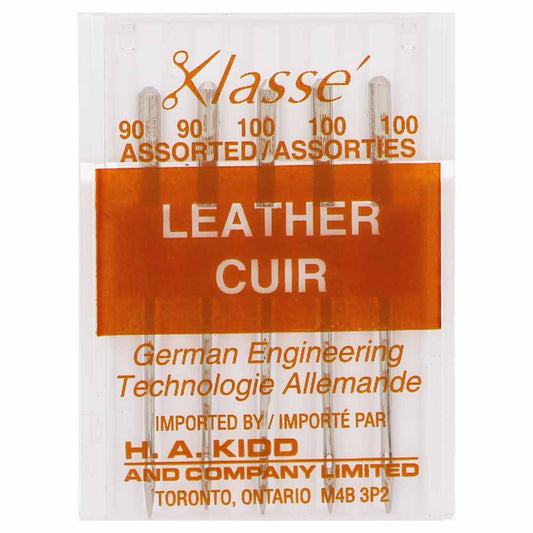 Klassé
90 90 100 100 100
ASSORTED/ASSORTIES
LEATHER
CUIR
German Engineering
Technologie Allemande
IMPORTED BY / IMPORTÉ PAR
H. A. KIDD
AND COMPANY LIMITED
TORONTO, ONTARIO M4B 3P2